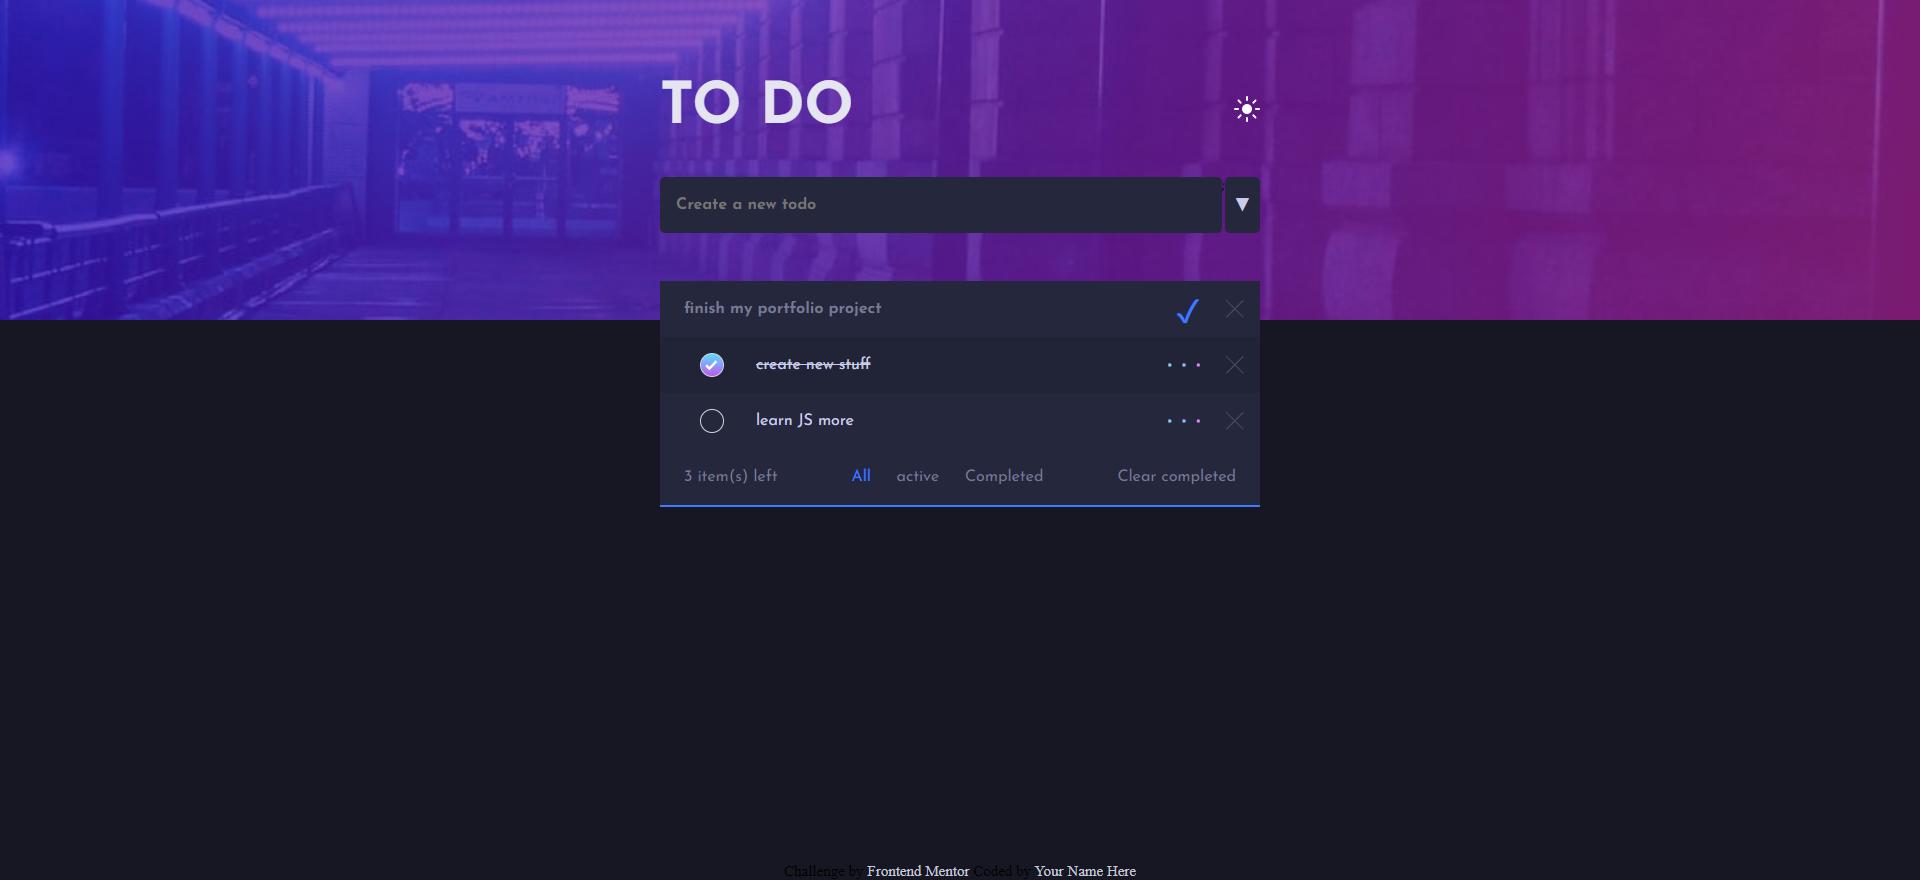 TO DO
Create a new todo
finish my portfolio project
create new stuff
learn JS more
3 item(s) left All active Completed Clear completed
Challenge by Frontend Mentor Coded by Your Name Here